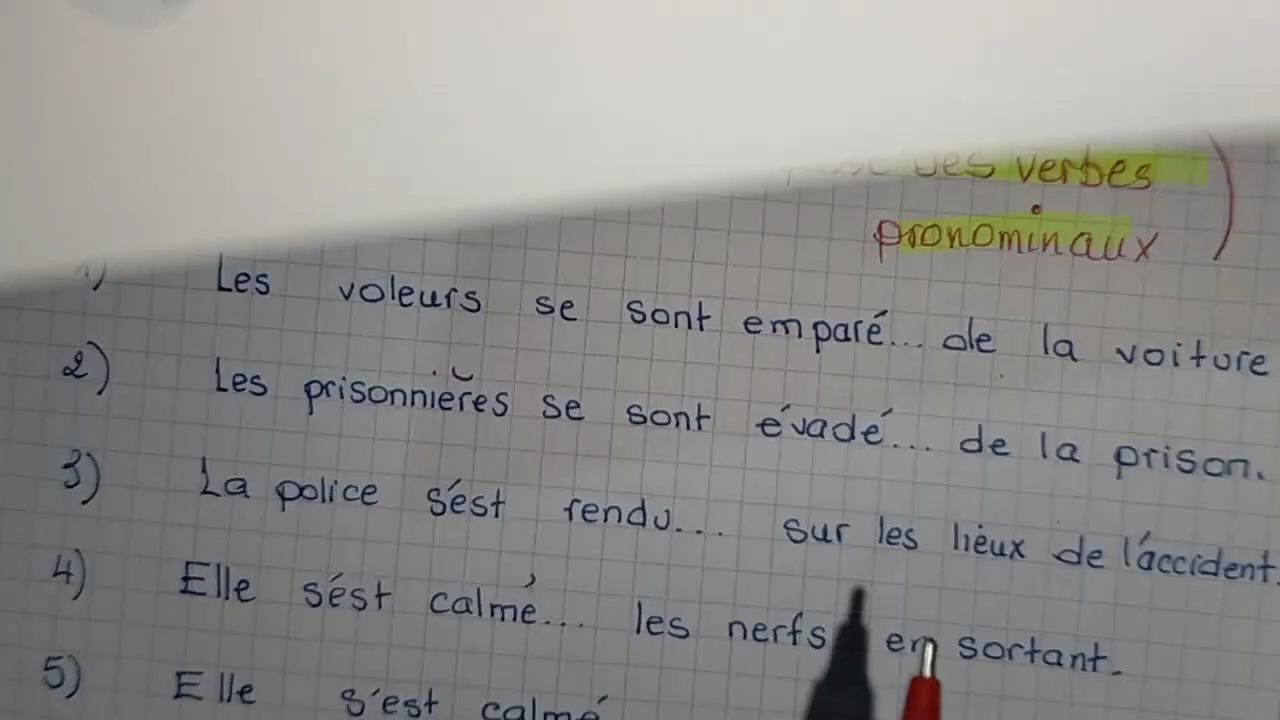 des verbes
pronominaux )
1) Les voleurs se sont emparé... de la voiture
2) Les prisonnières se sont évadé... de la prison.
3) La police s'est rendu... sur les lieux de l'accident.
4) Elle s'est calmé... les nerfs en sortant.
5) Elle s'est calmé